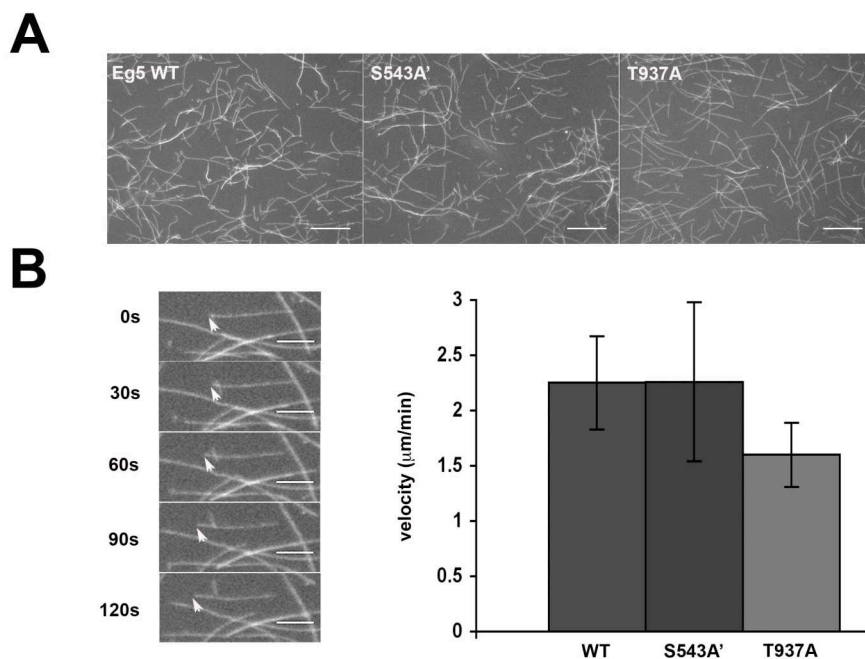 A
Eg5 WT
S543A'
T937A
B
0s
30s
60s
90s
120s
velocity (μm/min)
3
2.5
2
1.5
1
0.5
0
WT
S543A'
T937A